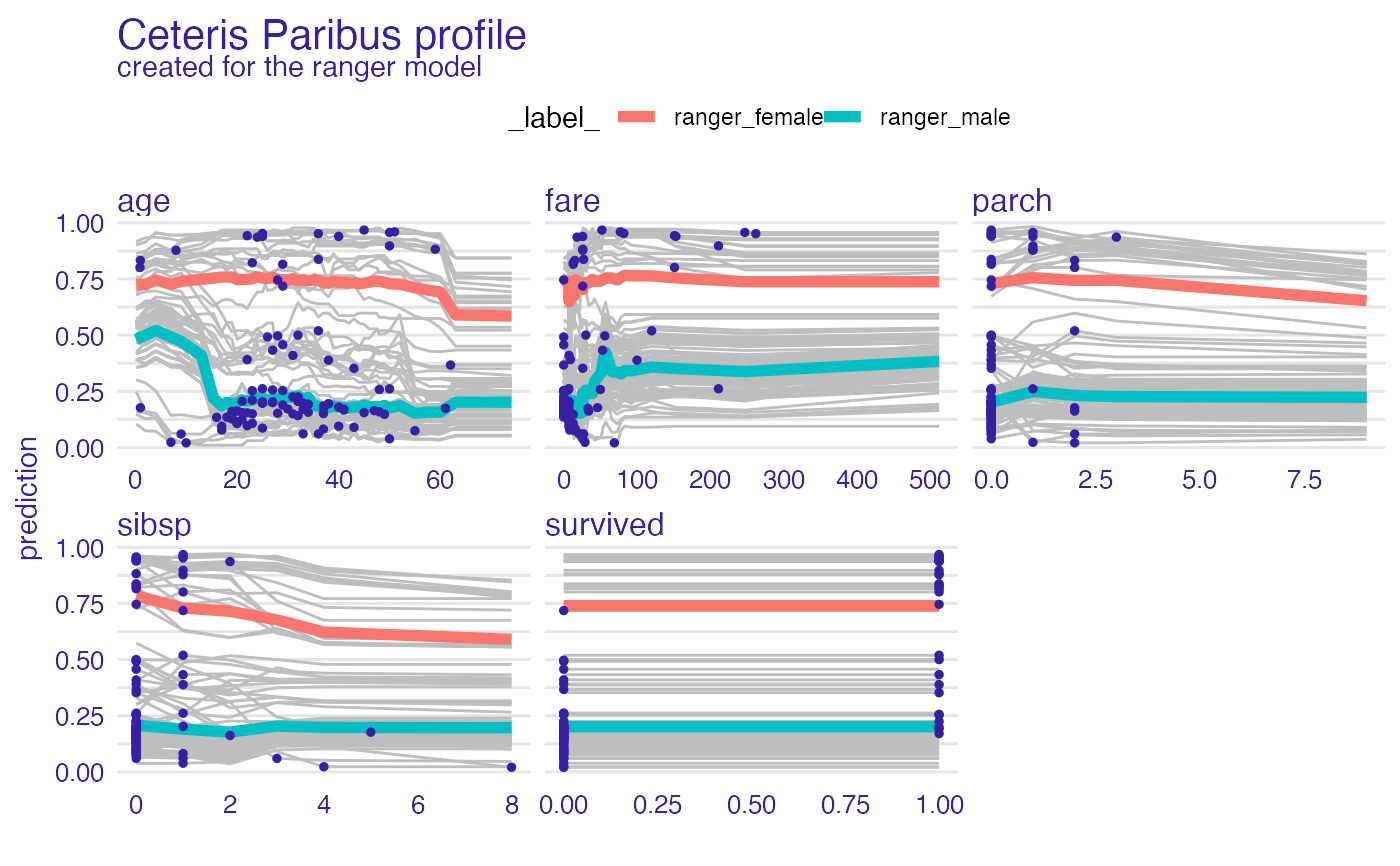 Ceteris Paribus profile
created for the ranger model
_label_ ranger_female ranger_male
age fare parch
1.00
0.75
0.50
0.25
0.00
0 20 40 60 0 100 200 300 400 500 0.0 2.5 5.0 7.5
prediction
sibsp survived
1.00
0.75
0.50
0.25
0.00
0 2 4 6 8 0.00 0.25 0.50 0.75 1.00